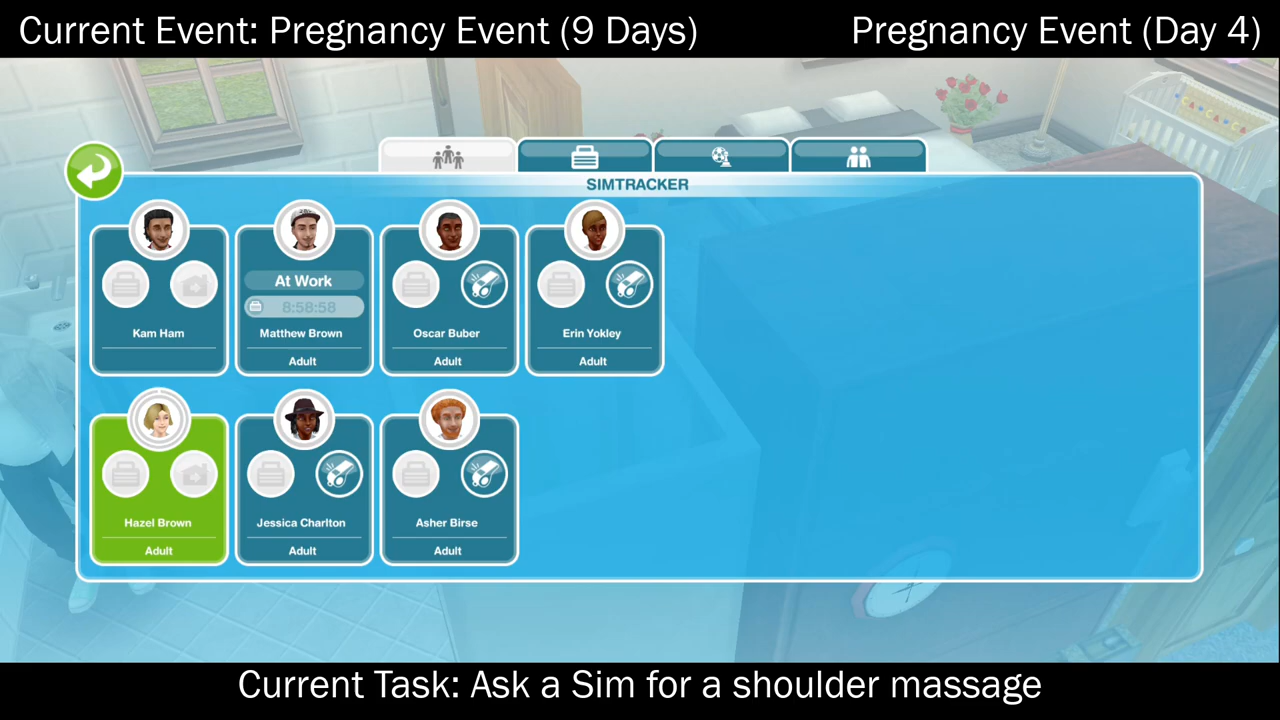 Current Event: Pregnancy Event (9 Days)
Pregnancy Event (Day 4)
SIMTRACKER
Kam Ham
At Work
8:58:58
Matthew Brown
Adult
Oscar Buber
Adult
Erin Yokley
Adult
Hazel Brown
Adult
Jessica Charlton
Adult
Asher Birse
Adult
Current Task: Ask a Sim for a shoulder massage